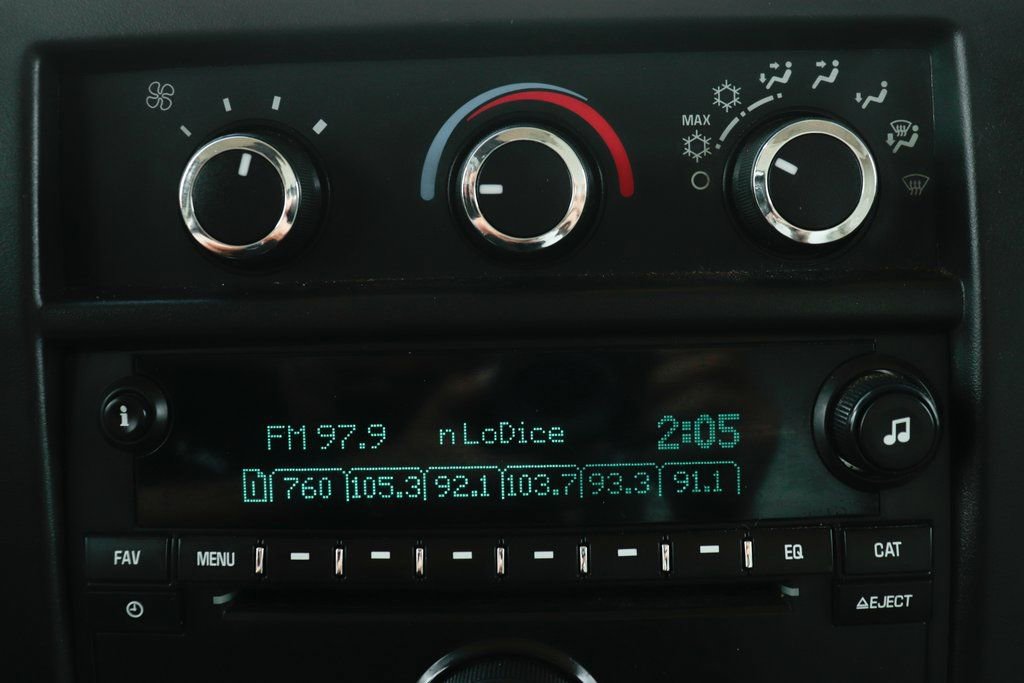 MAX
i
FM 97.9 nLoDice 2:05
760 105.3 92.1 103.7 93.3 91.1
FAV MENU EQ CAT
EJECT